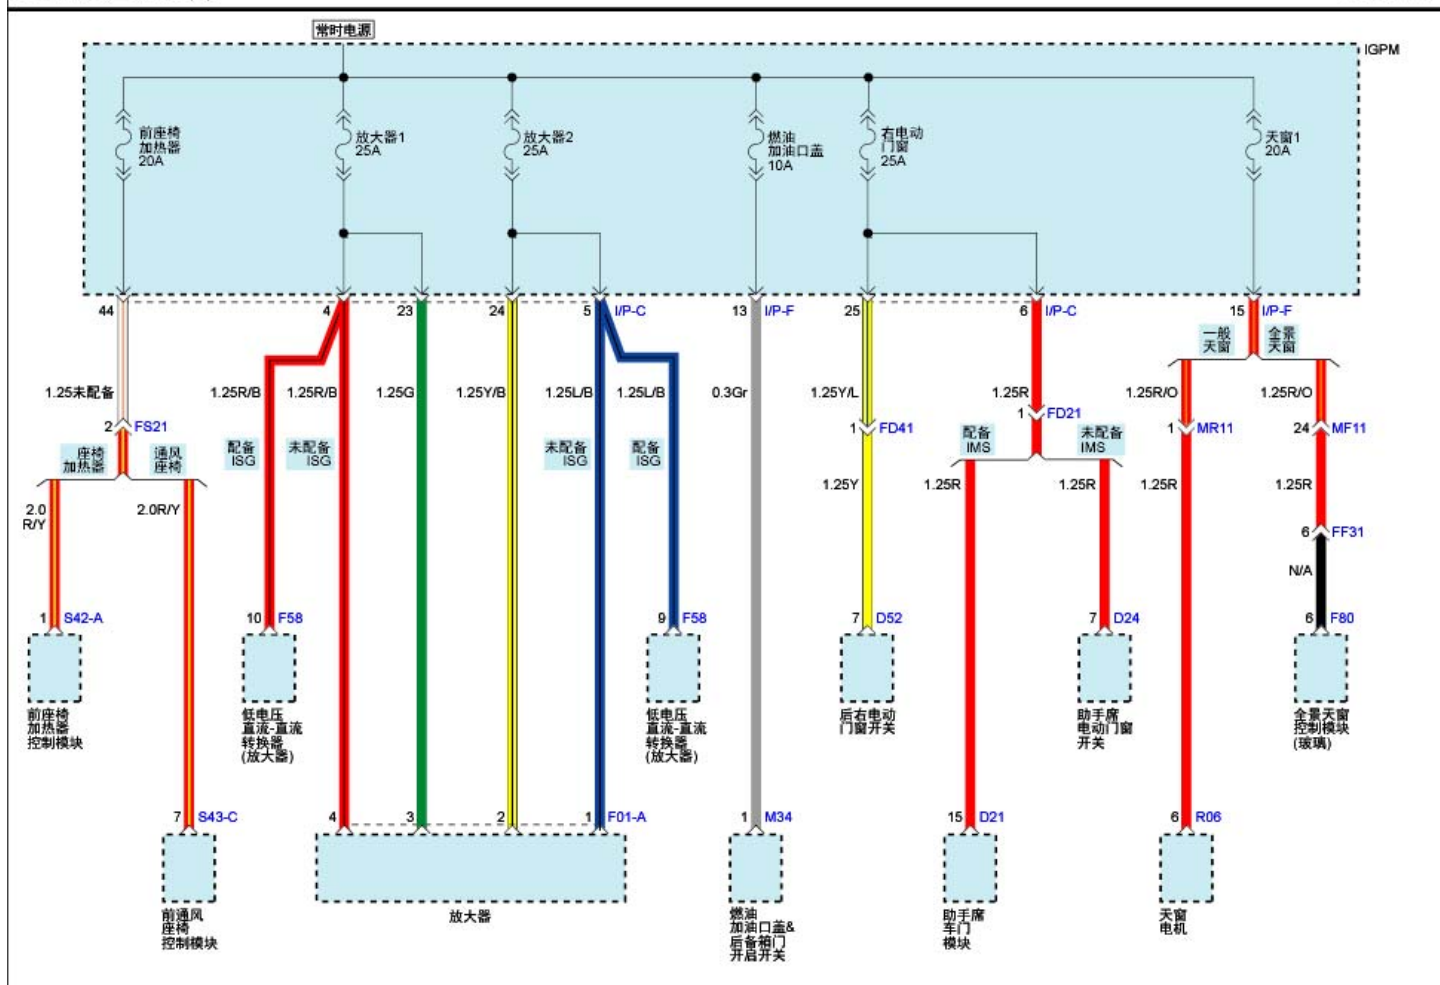 常时电源
IGPM
前座椅
加热器
20A
放大器1
25A
放大器2
25A
燃油
加油口盖
10A
右电动
门窗
25A
天窗1
20A
44
4
23
24
5
I/P-C
13
I/P-F
25
6
I/P-C
15
I/P-F
一般
天窗
全景
天窗
1.25未配备
1.25R/B
1.25R/B
1.25G
1.25Y/B
1.25L/B
1.25L/B
0.3Gr
1.25Y/L
1.25R
1.25R/O
1.25R/O
2
FS21
1
FD41
1
FD21
1
MR11
24
MF11
座椅
加热器
通风
座椅
配备
ISG
未配备
ISG
未配备
ISG
配备
ISG
配备
IMS
未配备
IMS
2.0
R/Y
2.0R/Y
1.25Y
1.25R
1.25R
1.25R
1.25R
6
FF31
N/A
1
S42-A
10
F58
9
F58
7
D52
7
D24
6
F80
前座椅
加热器
控制模块
低电压
直流-直流
转换器
(放大器)
低电压
直流-直流
转换器
(放大器)
后右电动
门窗开关
助手席
电动门窗
开关
全景天窗
控制模块
(玻璃)
7
S43-C
4
3
2
1
F01-A
1
M34
15
D21
6
R06
前通风
座椅
控制模块
放大器
燃油
加油口盖&
后备箱门
开启开关
助手席
车门
模块
天窗
电机